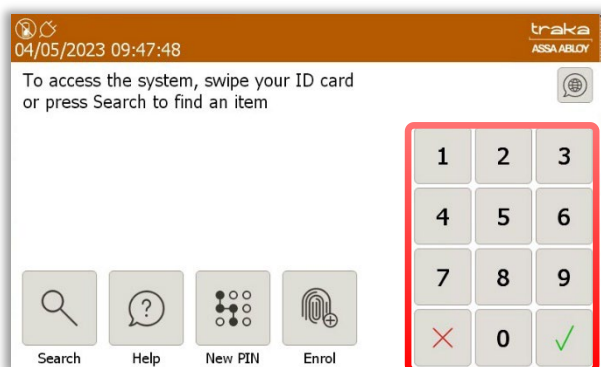 traka
04/05/2023 09:47:48
ASSA ABLOY
To access the system, swipe your ID card
or press Search to find an item
1 2 3
4 5 6
7 8 9
0
Search Help New PIN Enrol